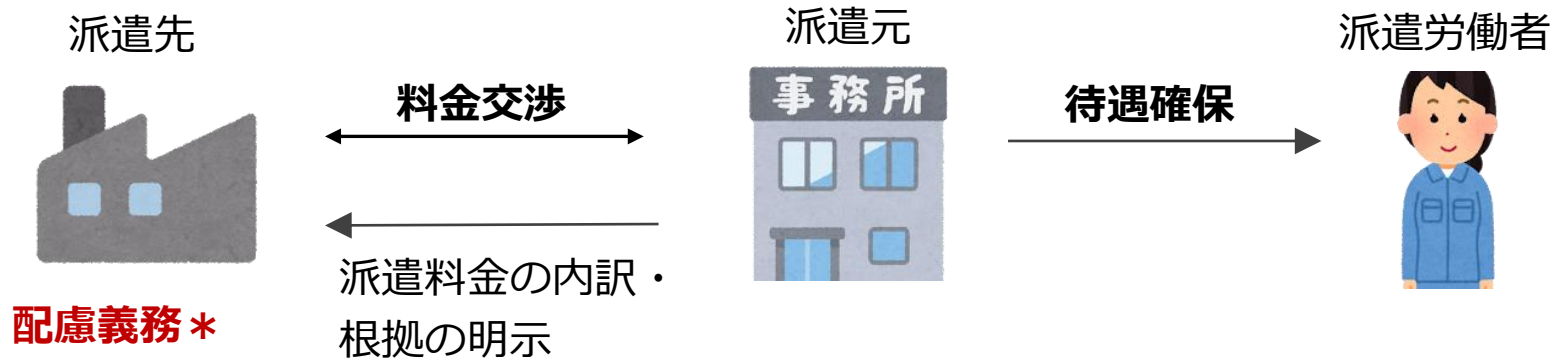 派遣先
派遣元
派遣労働者
料金交渉
事務所
待遇確保
派遣料金の内訳・
根拠の明示
配慮義務＊